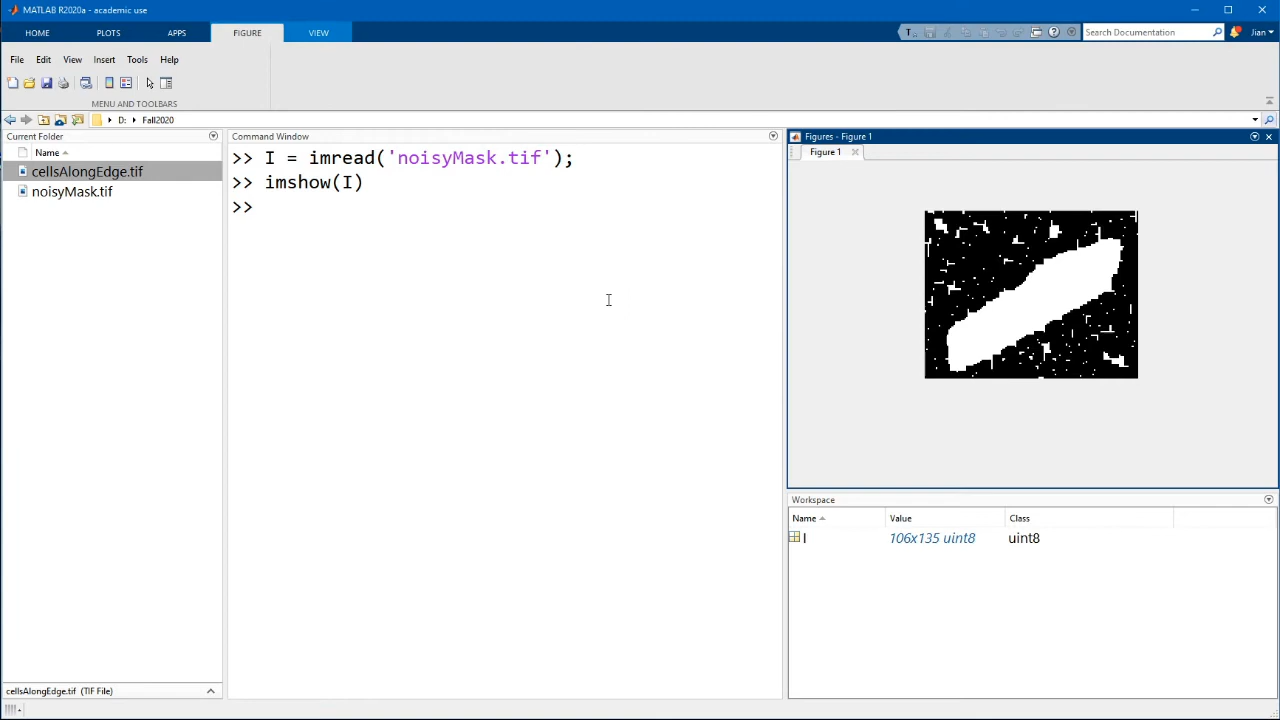 MATLAB R2020a - academic use
HOME PLOTS APPS FIGURE VIEW
Search Documentation
Jian
File Edit View Insert Tools Help
MENU AND TOOLBARS
D: Fall2020
Current Folder
Name
cellsAlongEdge.tif
noisyMask.tif
cellsAlongEdge.tif (TIF File)
Command Window
>> I = imread('noisyMask.tif');
>> imshow(I)
>>
Figures - Figure 1
Figure 1
Workspace
Name Value Class
I 106x135 uint8 uint8